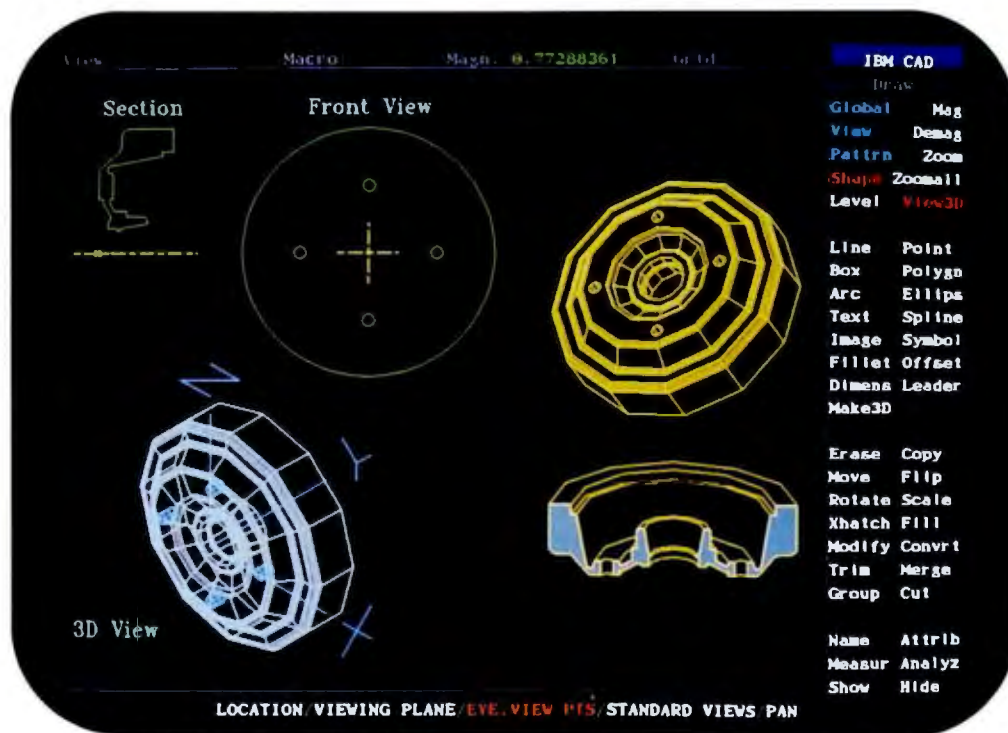 View Macro Magn. 0.77288361 Grid
IBM CAD
Draw
Section
Front View
3D View
Z
Y
X
Global Mag
View Demag
Pattrn Zoom
Shape Zoomall
Level View3D
Line Point
Box Polygn
Arc Ellips
Text Spline
Image Symbol
Fillet Offset
Dimens Leader
Make3D
Erase Copy
Move Flip
Rotate Scale
Xhatch Fill
Modify Convrt
Trim Merge
Group Cut
Name Attrib
Measur Analyz
Show Hide
LOCATION/VIEWING PLANE/EYE,VIEW PTS/STANDARD VIEWS/PAN